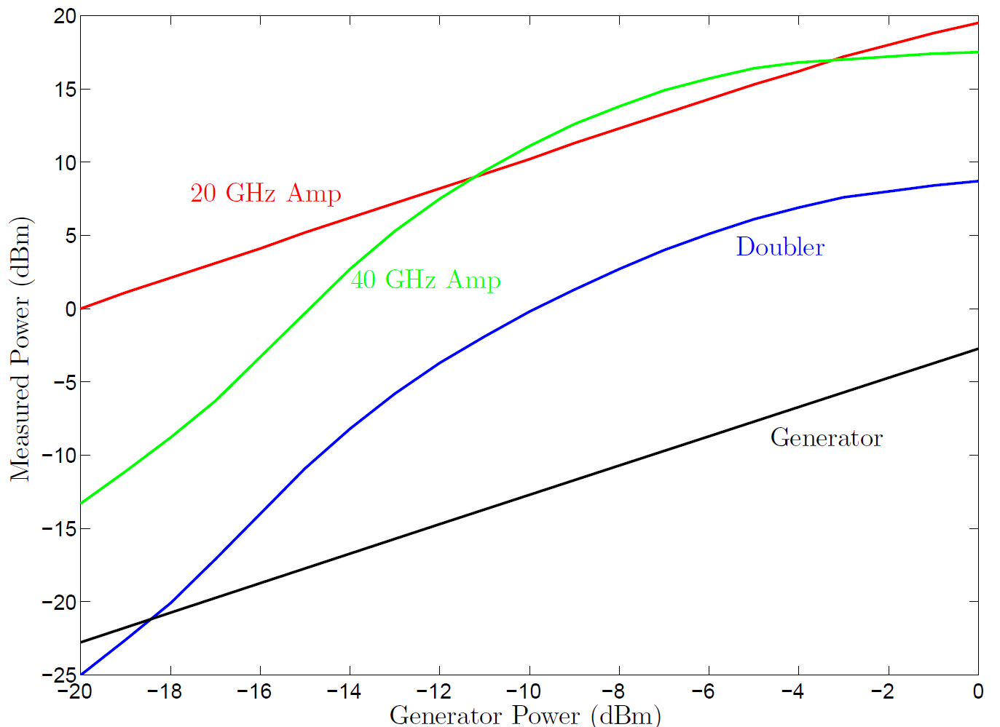 20
15
10
5
0
−5
−10
−15
−20
−25
Measured Power (dBm)
20 GHz Amp
40 GHz Amp
Doubler
Generator
−20 −18 −16 −14 −12 −10 −8 −6 −4 −2 0
Generator Power (dBm)